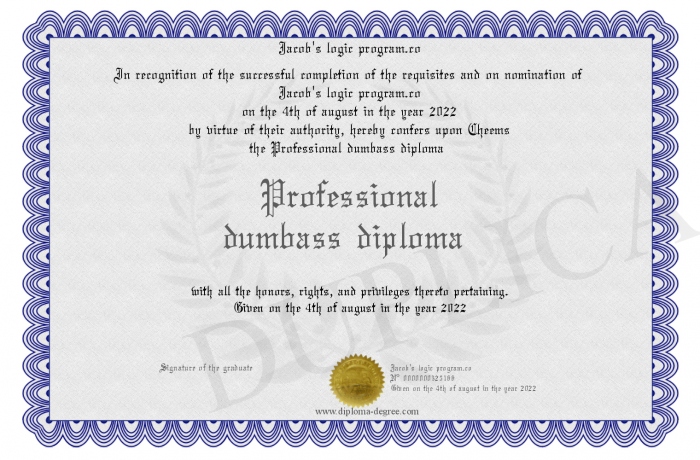 Jacob's logic program.co
In recognition of the successful completion of the requisites and on nomination of
Jacob's logic program.co
on the 4th of august in the year 2022
by virtue of their authority, hereby confers upon Cheems
the Professional dumbass diploma
Professional
dumbass diploma
with all the honors, rights, and privileges thereto pertaining.
Given on the 4th of august in the year 2022
Signature of the graduate
Jacob's logic program.co
Given on the 4th of august in the year 2022
www.diploma-degree.com
DUPLICA